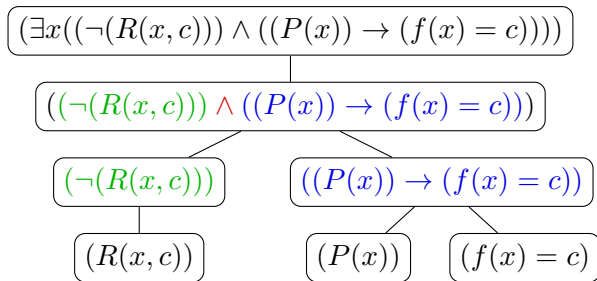 (∃x((¬(R(x, c))) ∧ ((P(x)) → (f(x) = c))))
((¬(R(x, c))) ∧ ((P(x)) → (f(x) = c)))
(¬(R(x, c))) ((P(x)) → (f(x) = c))
(R(x, c)) (P(x)) (f(x) = c)